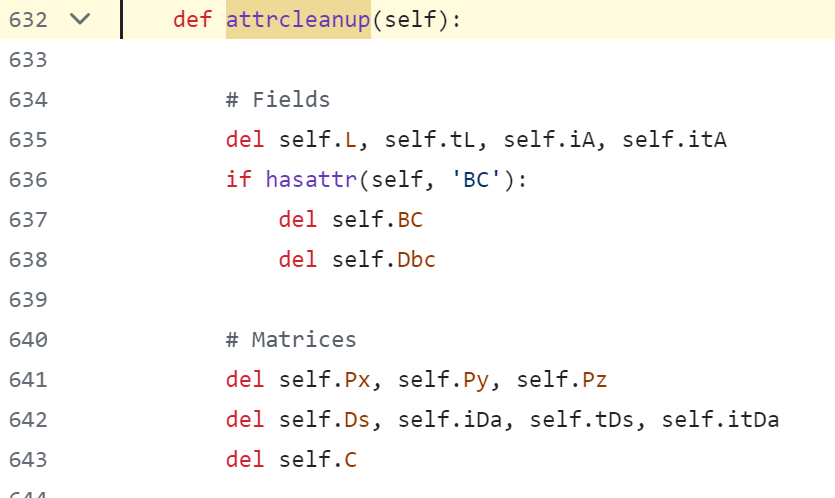 632 def attrcleanup(self):
633
634 # Fields
635 del self.L, self.tL, self.iA, self.itA
636 if hasattr(self, 'BC'):
637 del self.BC
638 del self.Dbc
639
640 # Matrices
641 del self.Px, self.Py, self.Pz
642 del self.Ds, self.iDa, self.tDs, self.itDa
643 del self.C
644